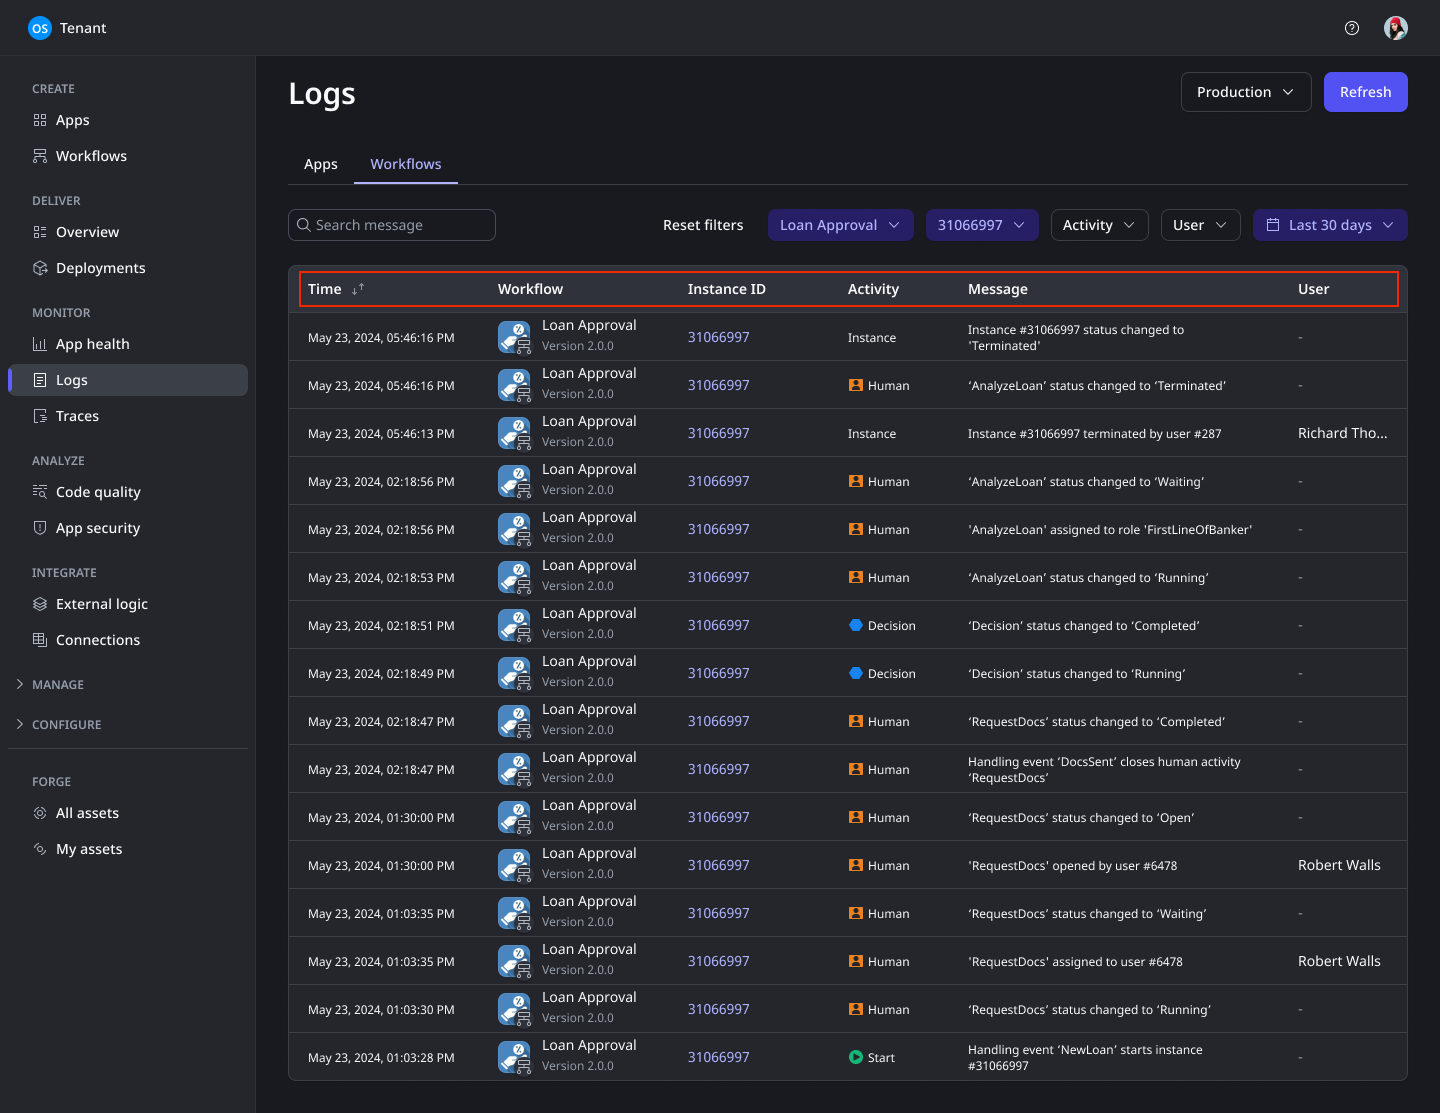 OS Tenant
CREATE
Apps
Workflows
DELIVER
Overview
Deployments
MONITOR
App health
Logs
Traces
ANALYZE
Code quality
App security
INTEGRATE
External logic
Connections
MANAGE
CONFIGURE
FORGE
All assets
My assets
Logs
Production
Refresh
Apps Workflows
Search message Reset filters Loan Approval 31066997 Activity User Last 30 days
Time Workflow Instance ID Activity Message User
May 23, 2024, 05:46:16 PM Loan Approval Version 2.0.0 31066997 Instance Instance #31066997 status changed to
'Terminated' -
May 23, 2024, 05:46:16 PM Loan Approval Version 2.0.0 31066997 Human ‘AnalyzeLoan’ status changed to ‘Terminated’ -
May 23, 2024, 05:46:13 PM Loan Approval Version 2.0.0 31066997 Instance Instance #31066997 terminated by user #287 Richard Tho...
May 23, 2024, 02:18:56 PM Loan Approval Version 2.0.0 31066997 Human ‘AnalyzeLoan’ status changed to ‘Waiting’ -
May 23, 2024, 02:18:56 PM Loan Approval Version 2.0.0 31066997 Human 'AnalyzeLoan' assigned to role 'FirstLineOfBanker' -
May 23, 2024, 02:18:53 PM Loan Approval Version 2.0.0 31066997 Human ‘AnalyzeLoan’ status changed to ‘Running’ -
May 23, 2024, 02:18:51 PM Loan Approval Version 2.0.0 31066997 Decision ‘Decision’ status changed to ‘Completed’ -
May 23, 2024, 02:18:49 PM Loan Approval Version 2.0.0 31066997 Decision ‘Decision’ status changed to ‘Running’ -
May 23, 2024, 02:18:47 PM Loan Approval Version 2.0.0 31066997 Human ‘RequestDocs’ status changed to ‘Completed’ -
May 23, 2024, 02:18:47 PM Loan Approval Version 2.0.0 31066997 Human Handling event ‘DocsSent’ closes human activity
‘RequestDocs’ -
May 23, 2024, 01:30:00 PM Loan Approval Version 2.0.0 31066997 Human ‘RequestDocs’ status changed to ‘Open’ -
May 23, 2024, 01:30:00 PM Loan Approval Version 2.0.0 31066997 Human 'RequestDocs' opened by user #6478 Robert Walls
May 23, 2024, 01:03:35 PM Loan Approval Version 2.0.0 31066997 Human ‘RequestDocs’ status changed to ‘Waiting’ -
May 23, 2024, 01:03:35 PM Loan Approval Version 2.0.0 31066997 Human 'RequestDocs' assigned to user #6478 Robert Walls
May 23, 2024, 01:03:30 PM Loan Approval Version 2.0.0 31066997 Human ‘RequestDocs’ status changed to ‘Running’ -
May 23, 2024, 01:03:28 PM Loan Approval Version 2.0.0 31066997 Start Handling event ‘NewLoan’ starts instance
#31066997 -